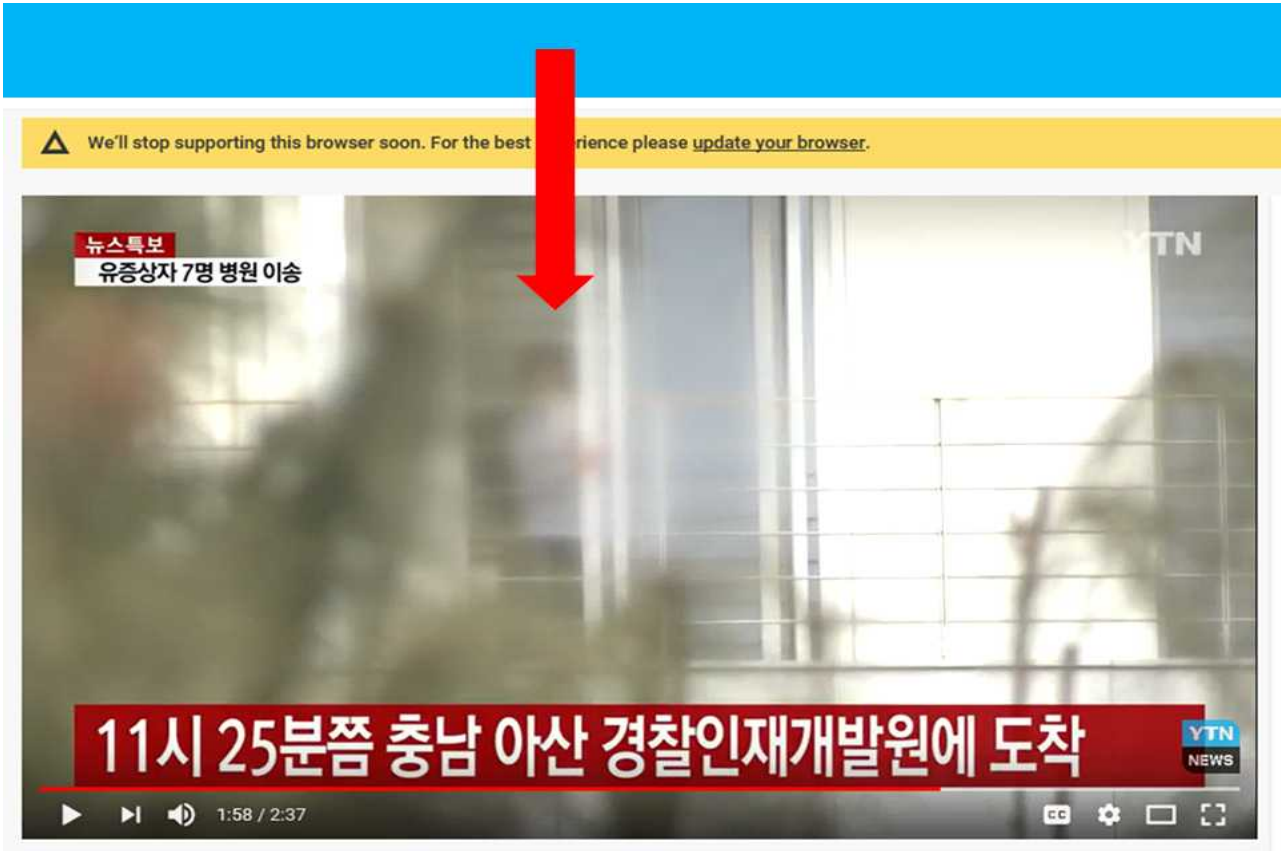 We'll stop supporting this browser soon. For the best rience please update your browser.
뉴스특보
YTN
유증상자 7명 병원 이송
11시 25분쯤 충남 아산 경찰인재개발원에 도착
YTN
NEWS
1:58 / 2:37
CC